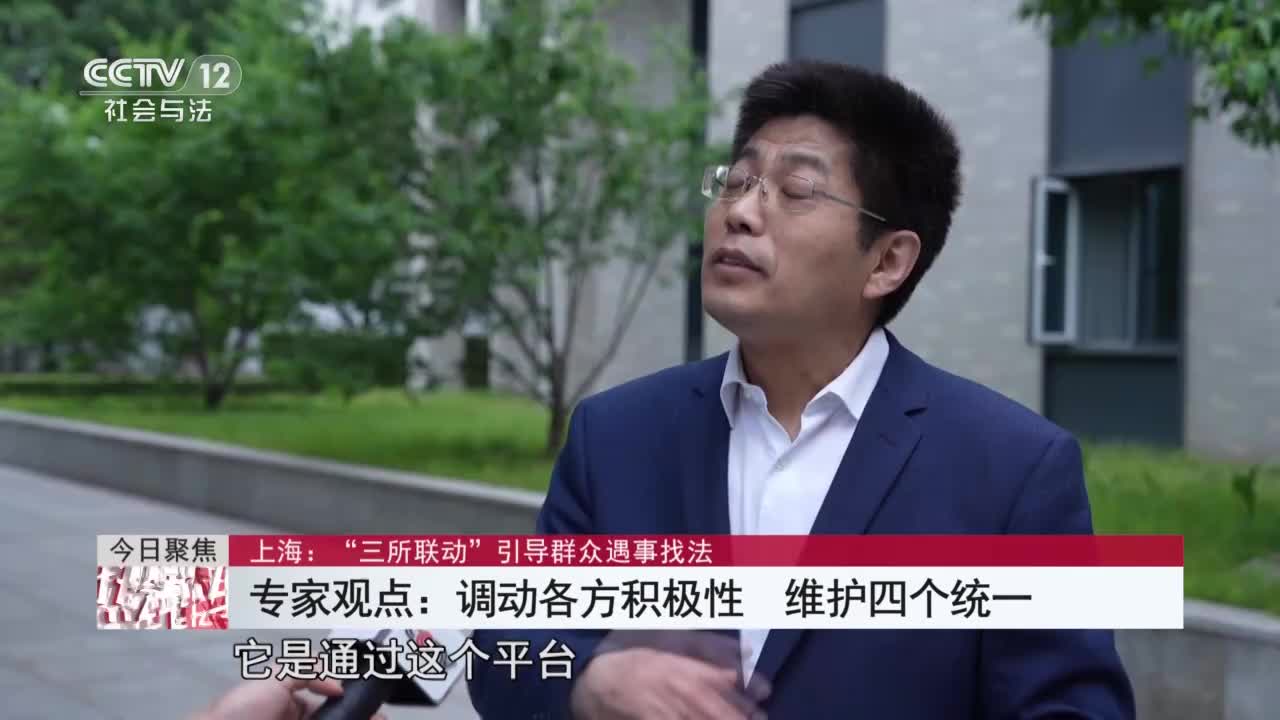 CCTV 12
社会与法
今日聚焦
上海：“三所联动”引导群众遇事找法
专家观点：调动各方积极性 维护四个统一
它是通过这个平台